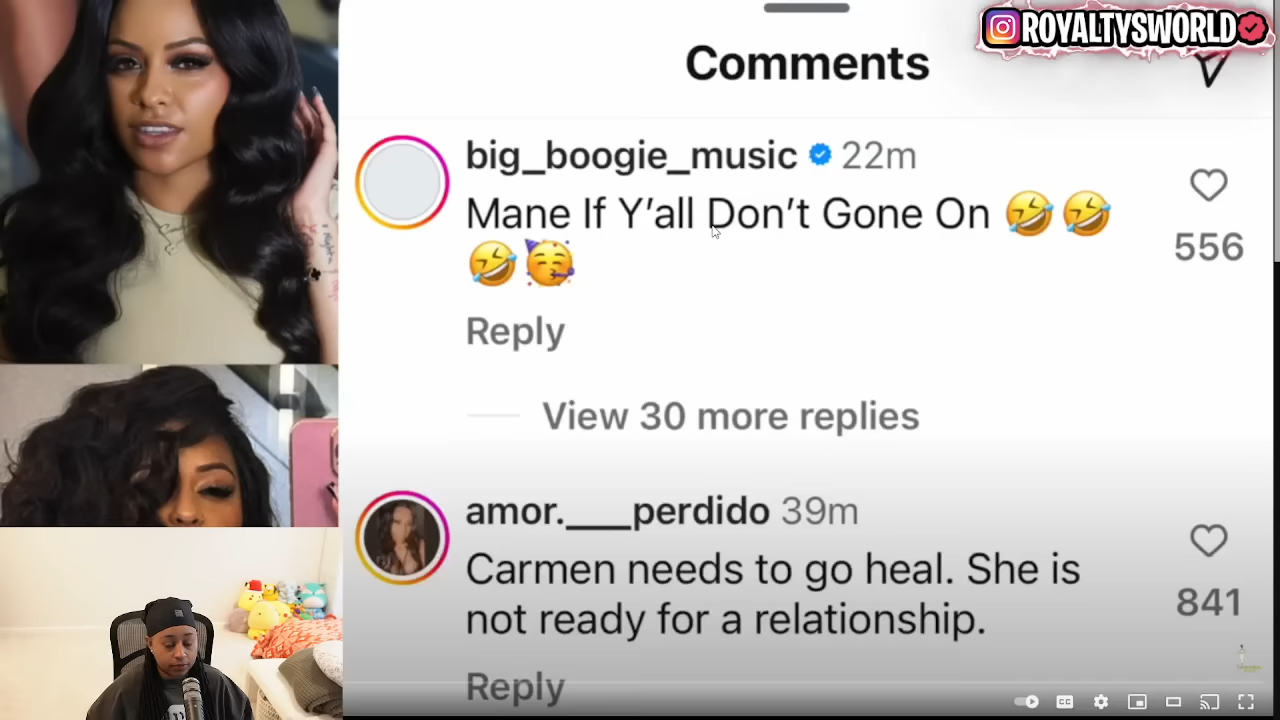 ROYALTYSWORLD
Comments
big_boogie_music 22m
Mane If Y'all Don't Gone On 🤣🤣
🤣🥳
556
Reply
View 30 more replies
amor.___perdido 39m
Carmen needs to go heal. She is
not ready for a relationship.
841
Reply
CC